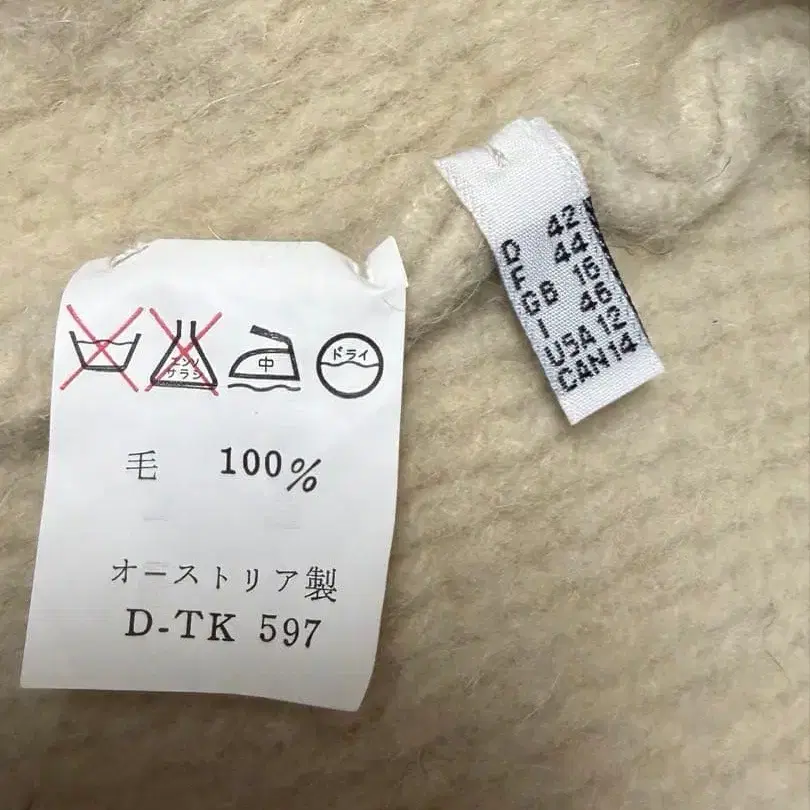 エンソ
サラシ
中
ドライ
毛 100%
オーストリア製
D-TK 597
D 42
F 44
GB 16
I 46
USA 12
CAN 14